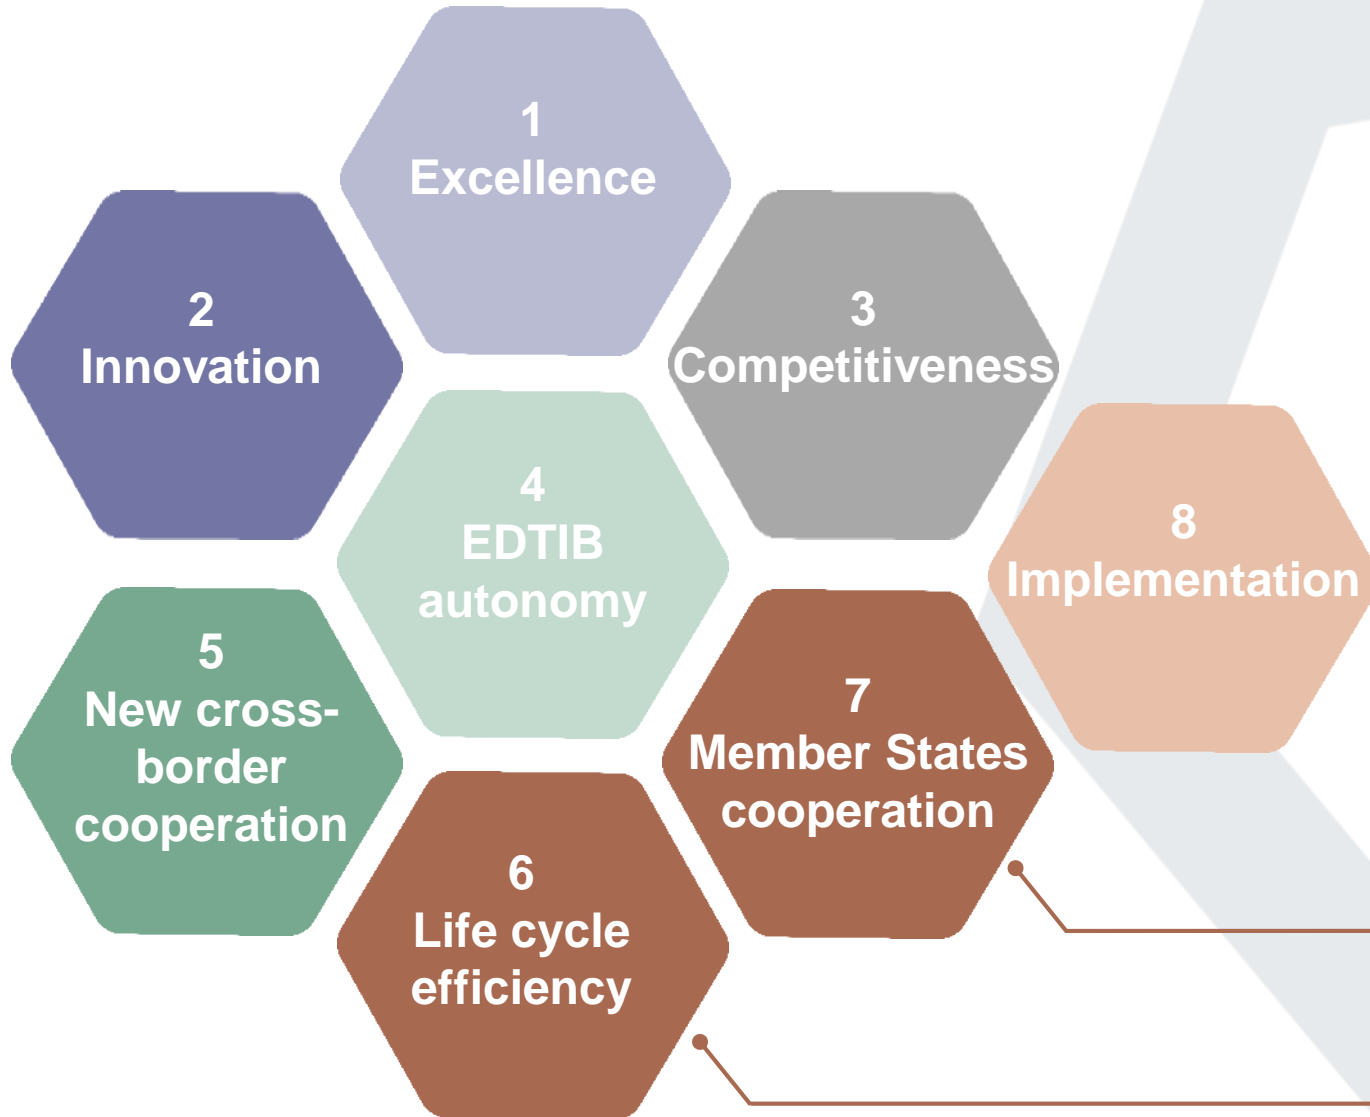 1
Excellence
2
Innovation
3
Competitiveness
4
EDTIB
autonomy
5
New cross-
border
cooperation
6
Life cycle
efficiency
7
Member States
cooperation
8
Implementation